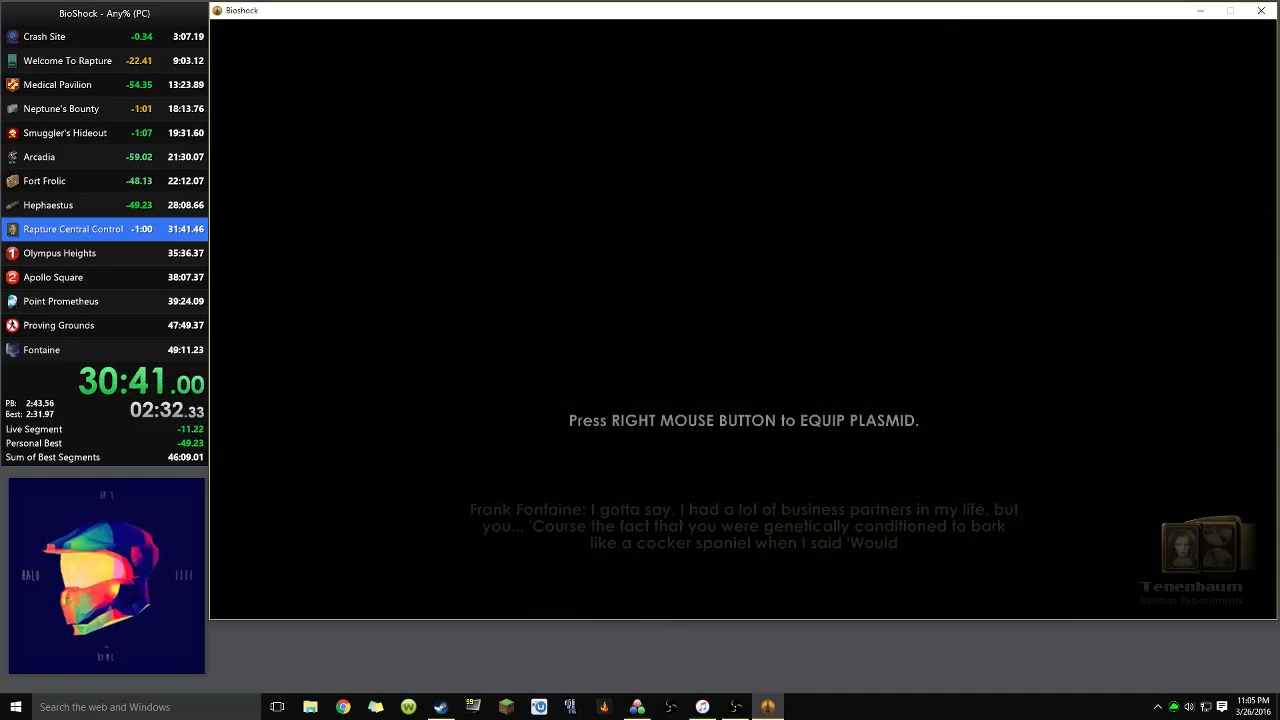 BioShock - Any% (PC)
Crash Site -0.34 3:07.19
Welcome To Rapture -22.41 9:03.12
Medical Pavilion -54.35 13:23.89
Neptune's Bounty -1:01 18:13.76
Smuggler's Hideout -1:07 19:31.60
Arcadia -59.02 21:30.07
Fort Frolic -48.13 22:12.07
Hephaestus -49.23 28:08.66
Rapture Central Control -1:00 31:41.46
Olympus Heights 35:36.37
Apollo Square 38:07.37
Point Prometheus 39:24.09
Proving Grounds 47:49.37
Fontaine 49:11.23
30:41.00
PB: 2:43.56
Best: 2:31.97
02:32.33
Live Segment -11.22
Personal Best -49.23
Sum of Best Segments 46:09.01
HALO
Bioshock
Press RIGHT MOUSE BUTTON to EQUIP PLASMID.
Frank Fontaine: I gotta say, I had a lot of business partners in my life, but
you... 'Course the fact that you were genetically conditioned to bark
like a cocker spaniel when I said 'Would
Tenenbaum
Useless Experiments
Search the web and Windows
11:05 PM
3/26/2016